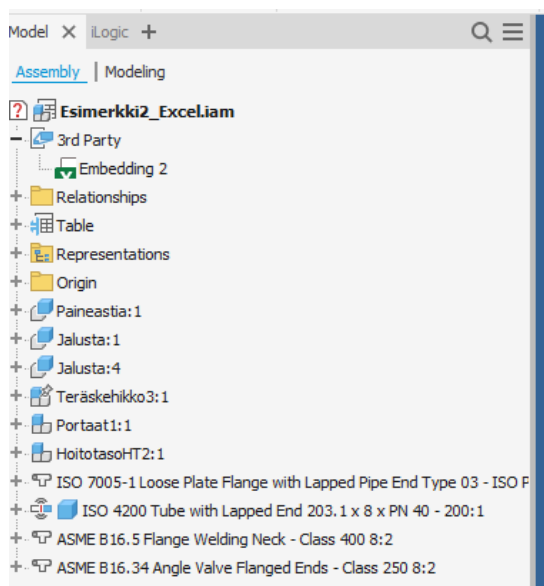 Model × iLogic +
Assembly | Modeling
Esimerkki2_Excel.iam
3rd Party
Embedding 2
Relationships
Table
Representations
Origin
Paineastia:1
Jalusta:1
Jalusta:4
Teräskehikko3:1
Portaat1:1
HoitotasoHT2:1
ISO 7005-1 Loose Plate Flange with Lapped Pipe End Type 03 - ISO F
ISO 4200 Tube with Lapped End 203.1 x 8 x PN 40 - 200:1
ASME B16.5 Flange Welding Neck - Class 400 8:2
ASME B16.34 Angle Valve Flanged Ends - Class 250 8:2